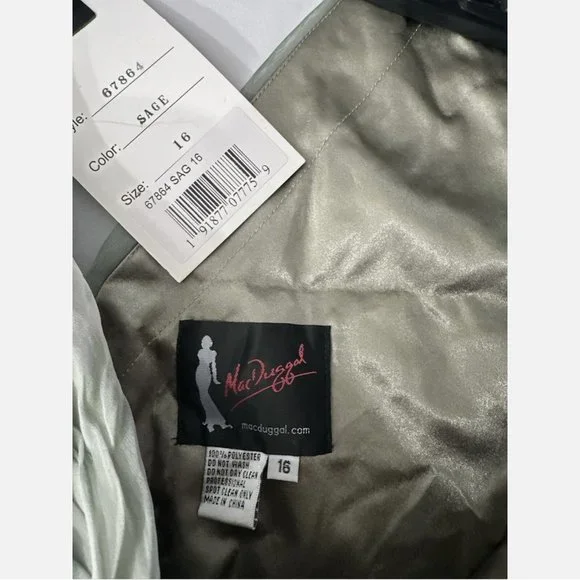 yle: 67864
Color: SAGE
Size: 16
67864 SAG 16
1 91877 07775 9
MacDuggal
macduggal.com
100% POLYESTER
DO NOT WASH
DO NOT DRY CLEAN
PROFESSIONAL
SPOT CLEAN ONLY
MADE IN CHINA
16